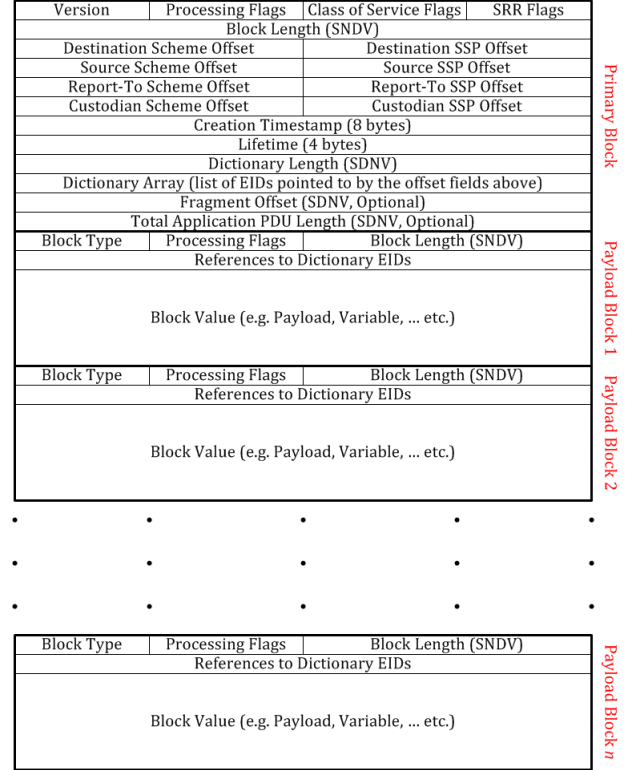 Version Processing Flags Class of Service Flags SRR Flags
Block Length (SNDV)
Destination Scheme Offset Destination SSP Offset
Source Scheme Offset Source SSP Offset
Report-To Scheme Offset Report-To SSP Offset
Custodian Scheme Offset Custodian SSP Offset
Creation Timestamp (8 bytes)
Lifetime (4 bytes)
Dictionary Length (SDNV)
Dictionary Array (list of EIDs pointed to by the offset fields above)
Fragment Offset (SDNV, Optional)
Total Application PDU Length (SDNV, Optional)
Primary Block
Block Type Processing Flags Block Length (SNDV)
References to Dictionary EIDs
Block Value (e.g. Payload, Variable, ... etc.)
Payload Block 1
Block Type Processing Flags Block Length (SNDV)
References to Dictionary EIDs
Block Value (e.g. Payload, Variable, ... etc.)
Payload Block 2
Block Type Processing Flags Block Length (SNDV)
References to Dictionary EIDs
Block Value (e.g. Payload, Variable, ... etc.)
Payload Block n